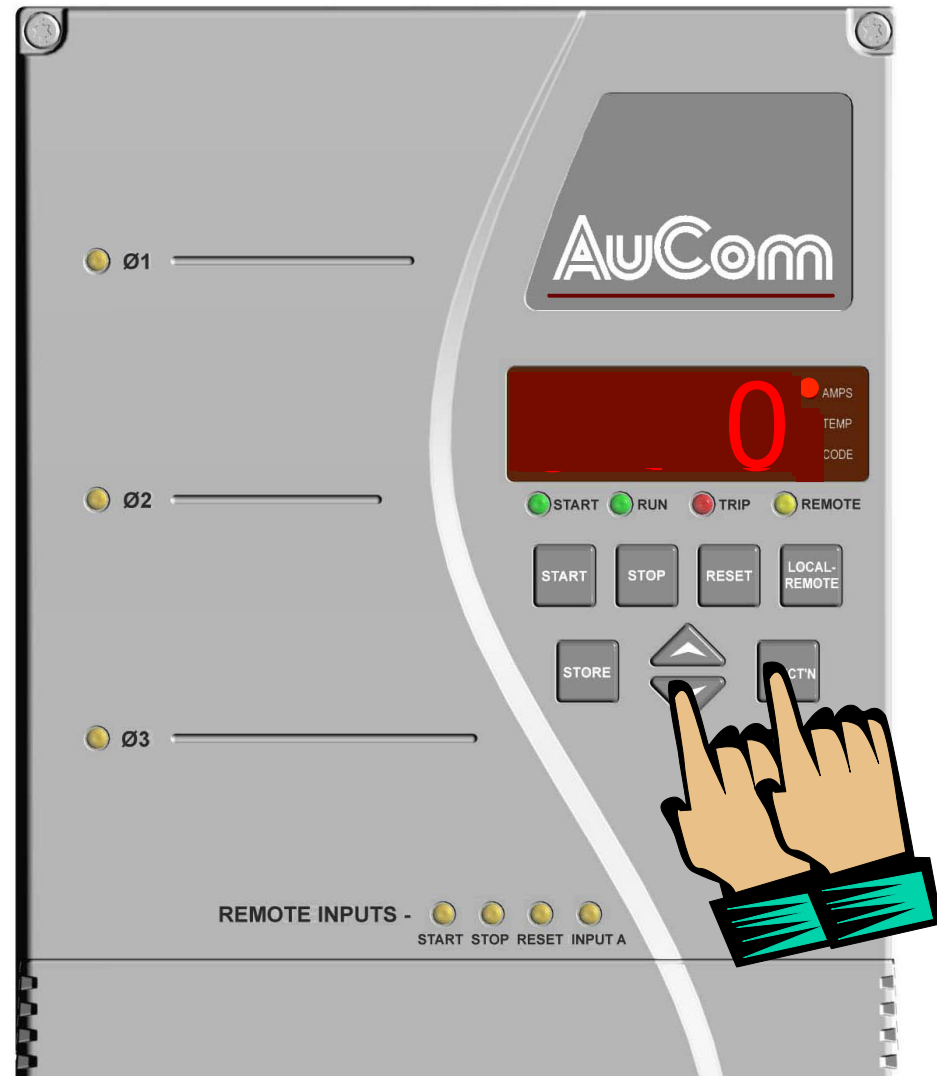 AuCom
Ø1
0
AMPS
TEMP
CODE
Ø2
START RUN TRIP REMOTE
START STOP RESET LOCAL-
REMOTE
STORE CT'N
Ø3
REMOTE INPUTS -
START STOP RESET INPUT A